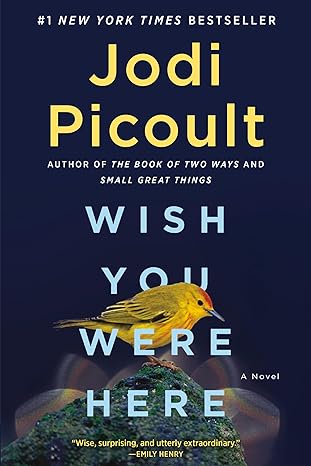 #1 NEW YORK TIMES BESTSELLER
Jodi
Picoult
AUTHOR OF THE BOOK OF TWO WAYS AND
SMALL GREAT THINGS
WISH
YOU
WERE
HERE
A Novel
"Wise, surprising, and utterly extraordinary."
—EMILY HENRY